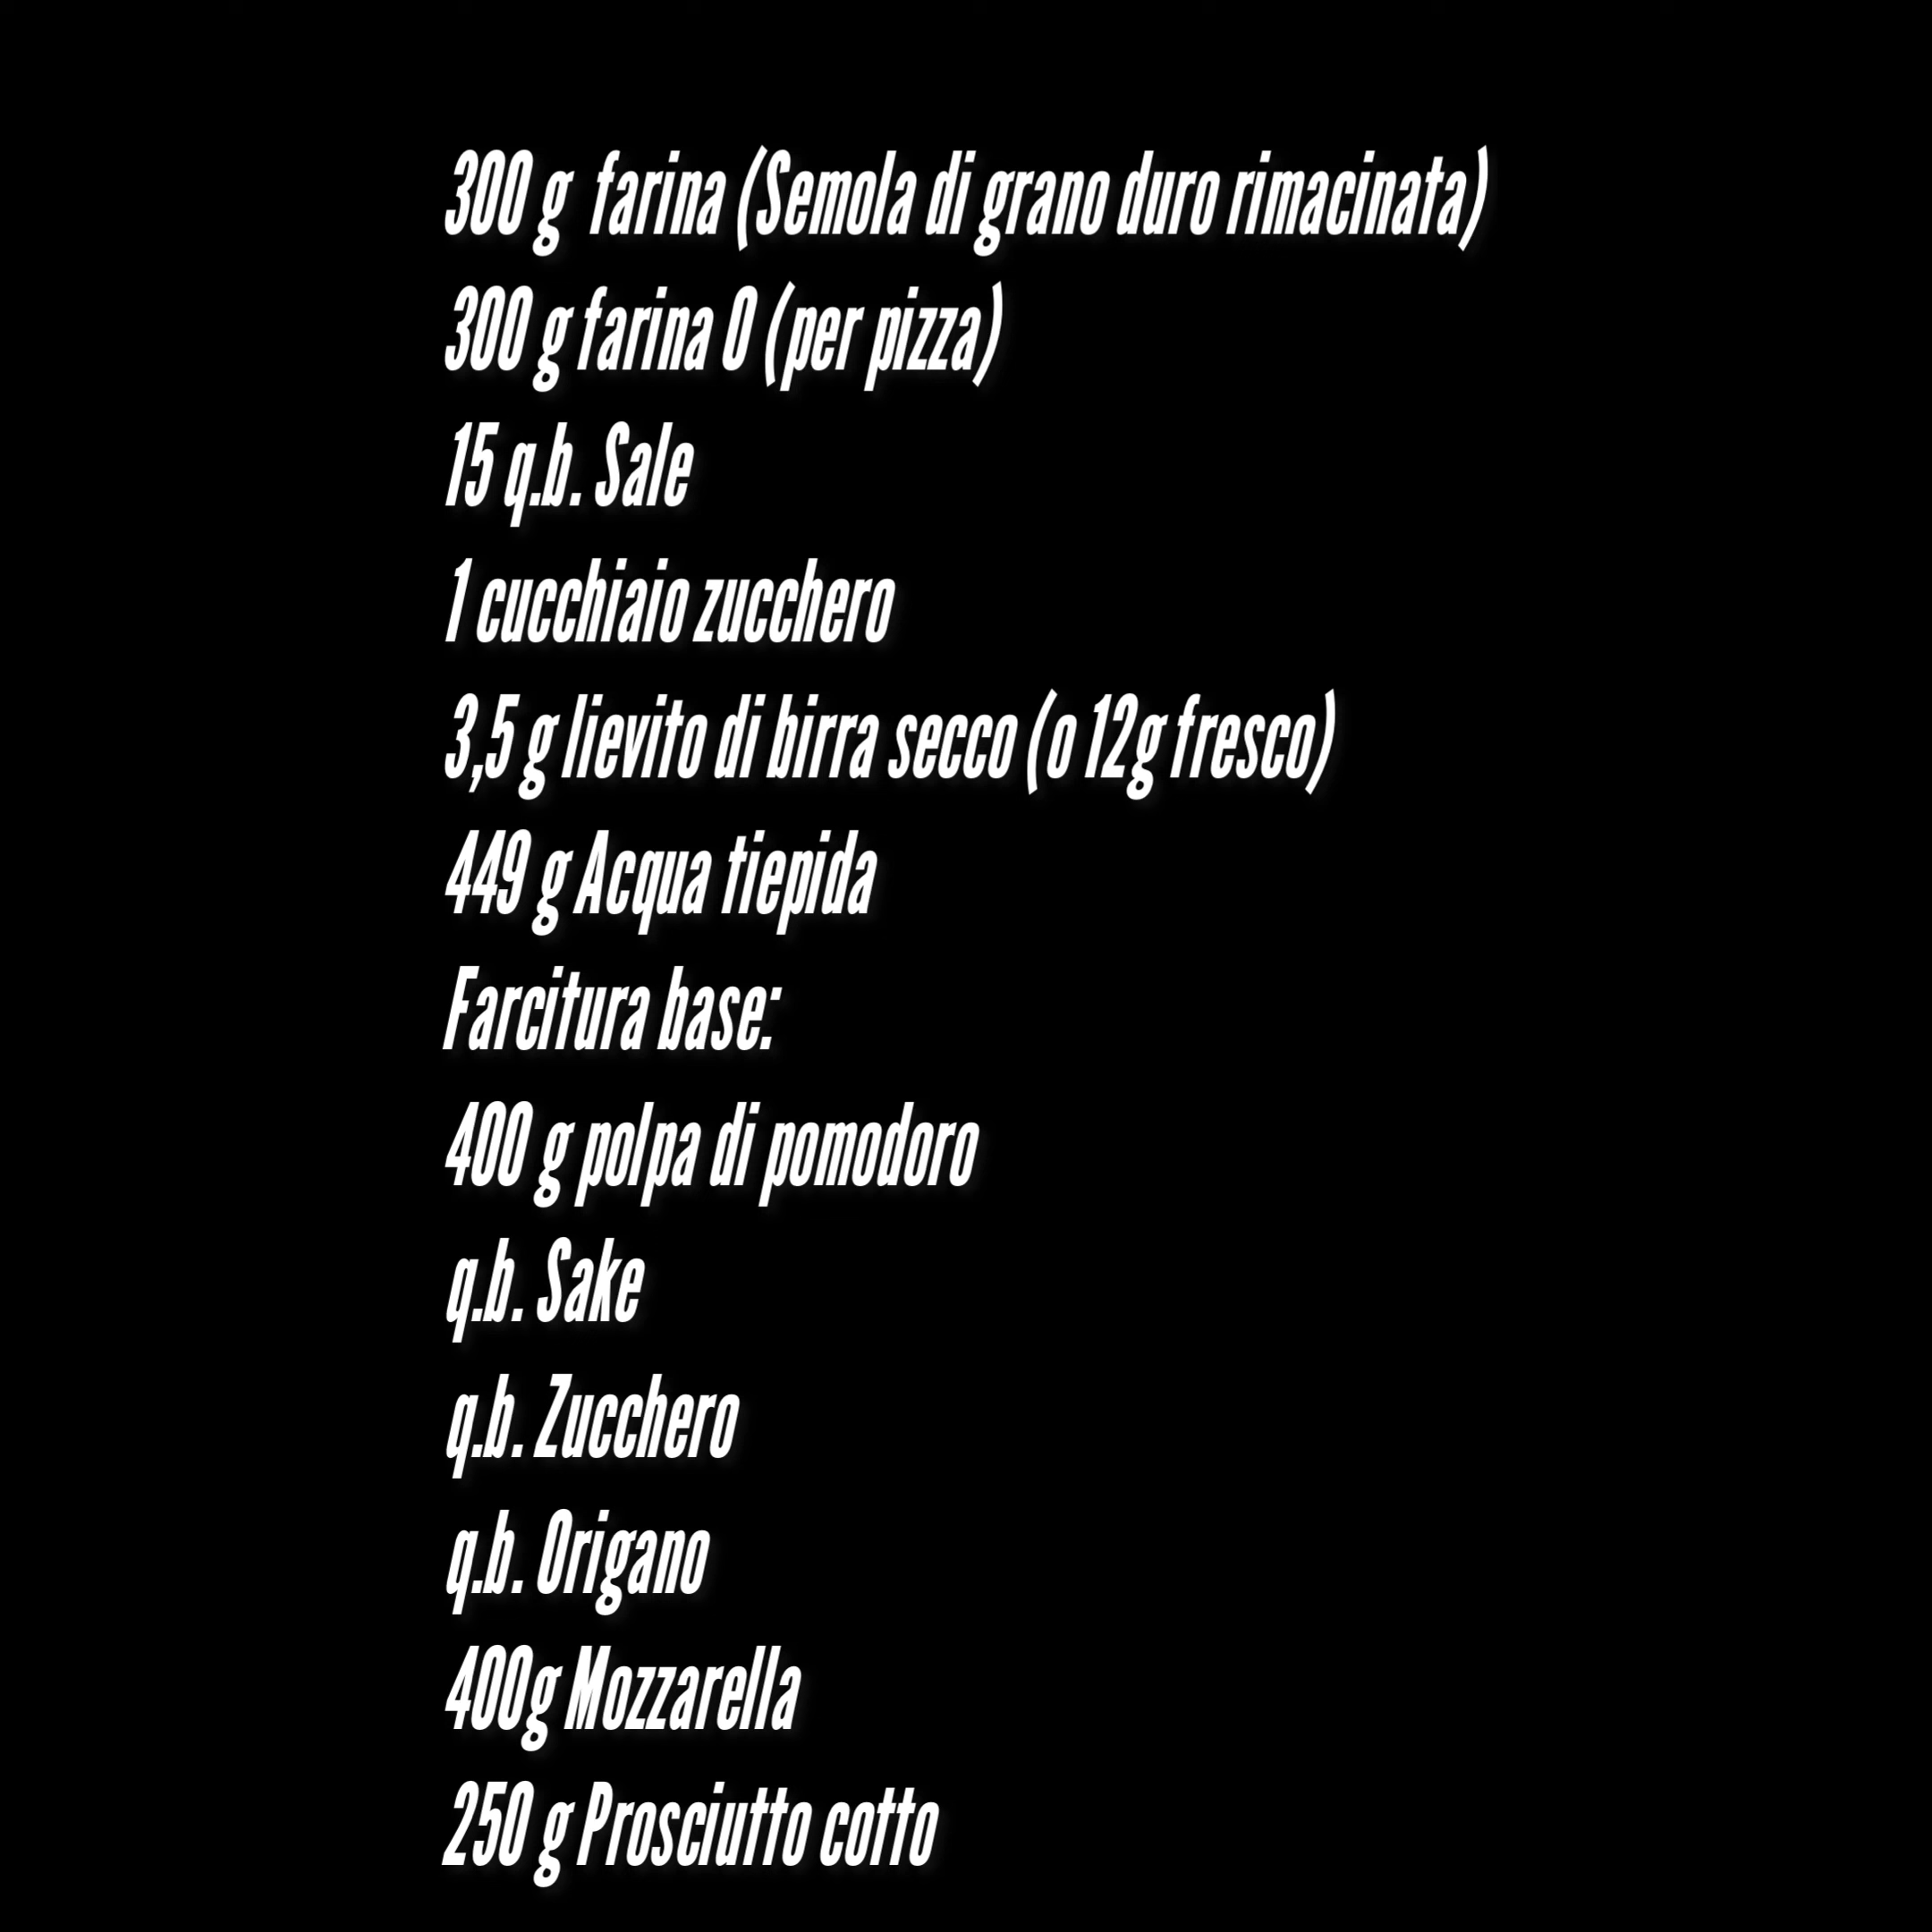 300 g  farina (Semola di grano duro rimacinata)
300 g farina 0 (per pizza)
15 q.b. Sale
1 cucchiaio zucchero
3,5 g lievito di birra secco (o 12g fresco)
449 g Acqua tiepida
Farcitura base:
400 g polpa di pomodoro
q.b. Sake
q.b. Zucchero
q.b. Origano
400g Mozzarella
250 g Prosciutto cotto